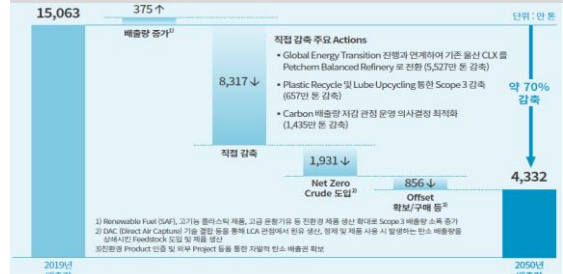 15,063
375↑
배출량 증가1)
단위 : 만 톤
직접 감축 주요 Actions
• Global Energy Transition 진행과 연계하여 기존 울산 CLX 를
Petchem Balanced Refinery 로 전환 (5,527만 톤 감축)
• Plastic Recycle 및 Lube Upcycling 통한 Scope 3 감축
(657만 톤 감축)
• Carbon 배출량 저감 관점 운영 의사결정 최적화
(1,435만 톤 감축)
8,317↓
직접 감축
약 70%
감축
1,931↓
Net Zero
Crude 도입2)
856↓
Offset
확보/구매 등3)
4,332
1) Renewable Fuel (SAF), 고기능 플라스틱 제품, 고급 윤활기유 등 친환경 제품 생산 확대로 Scope 3 배출량 소폭 증가
2) DAC (Direct Air Capture) 기술 결합 등을 통해 LCA 관점에서 원유 생산, 정제 및 제품 사용 시 발생하는 탄소 배출량을
상쇄시킨 Feedstock 도입 및 제품 생산
3)친환경 Product 인증 및 외부 Project 등을 통한 자발적 탄소 배출권 확보
2019년
2050년